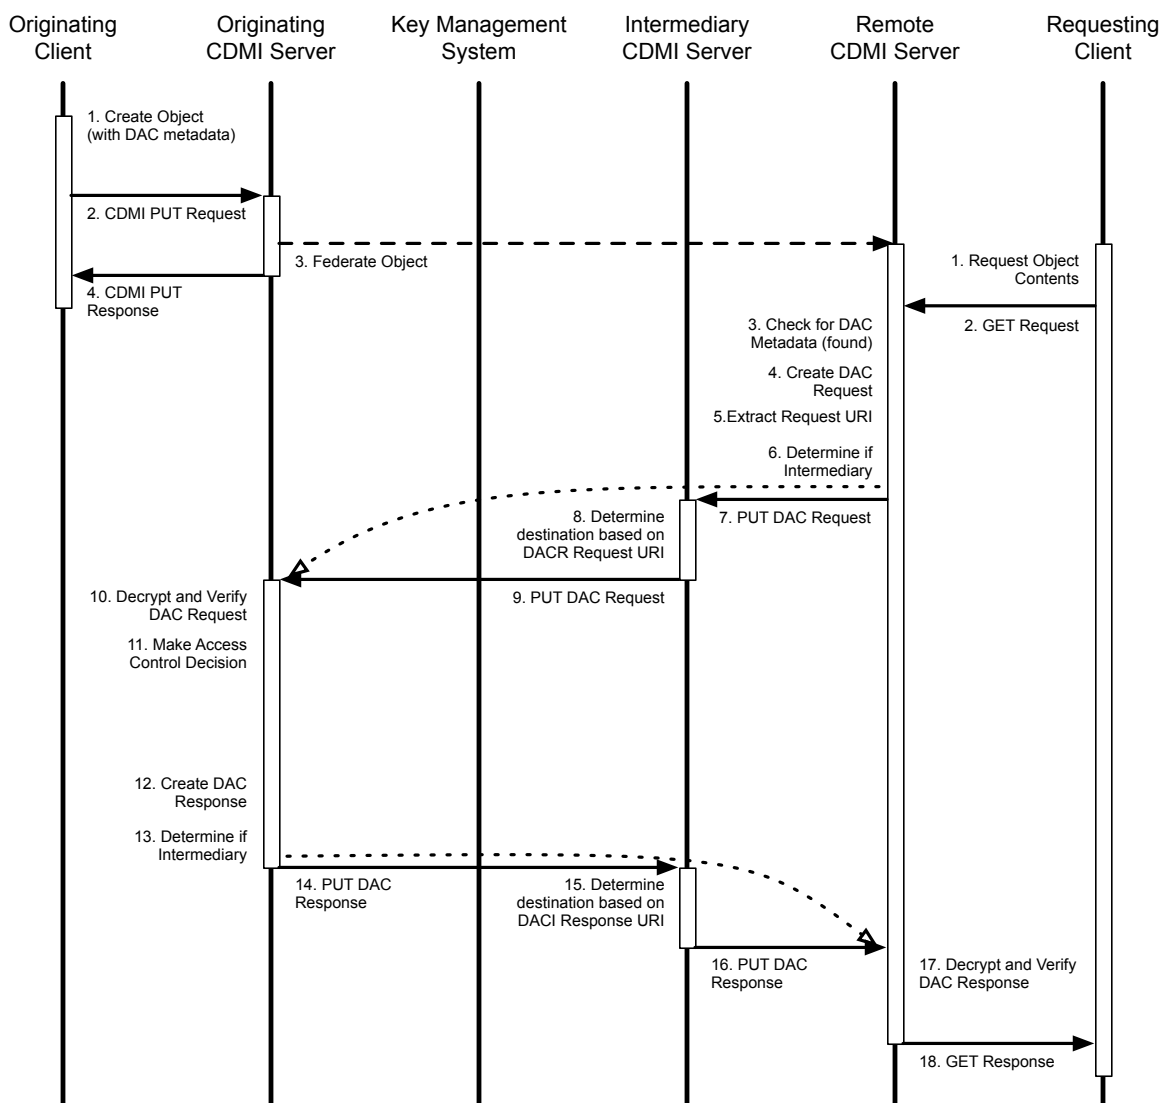 Originating
Client
Originating
CDMI Server
Key Management
System
Intermediary
CDMI Server
Remote
CDMI Server
Requesting
Client
1. Create Object
(with DAC metadata)
2. CDMI PUT Request
3. Federate Object
4. CDMI PUT
Response
1. Request Object
Contents
2. GET Request
3. Check for DAC
Metadata (found)
4. Create DAC
Request
5.Extract Request URI
6. Determine if
Intermediary
7. PUT DAC Request
8. Determine
destination based on
DACR Request URI
9. PUT DAC Request
10. Decrypt and Verify
DAC Request
11. Make Access
Control Decision
12. Create DAC
Response
13. Determine if
Intermediary
14. PUT DAC
Response
15. Determine
destination based on
DACI Response URI
16. PUT DAC
Response
17. Decrypt and Verify
DAC Response
18. GET Response